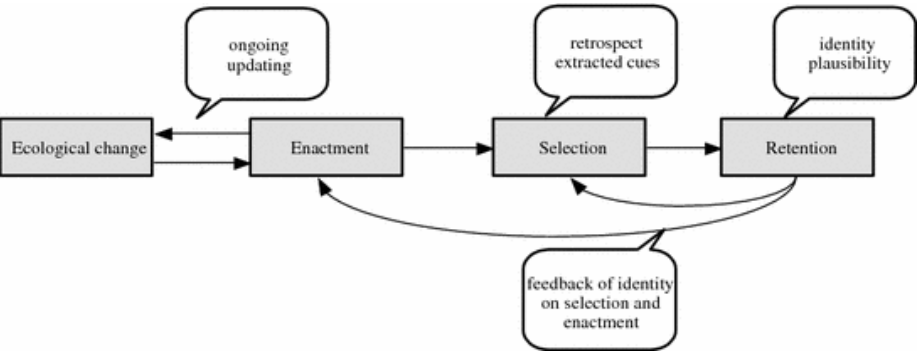 ongoing
updating
retrospect
extracted cues
identity
plausibility
Ecological change
Enactment
Selection
Retention
feedback of identity
on selection and
enactment